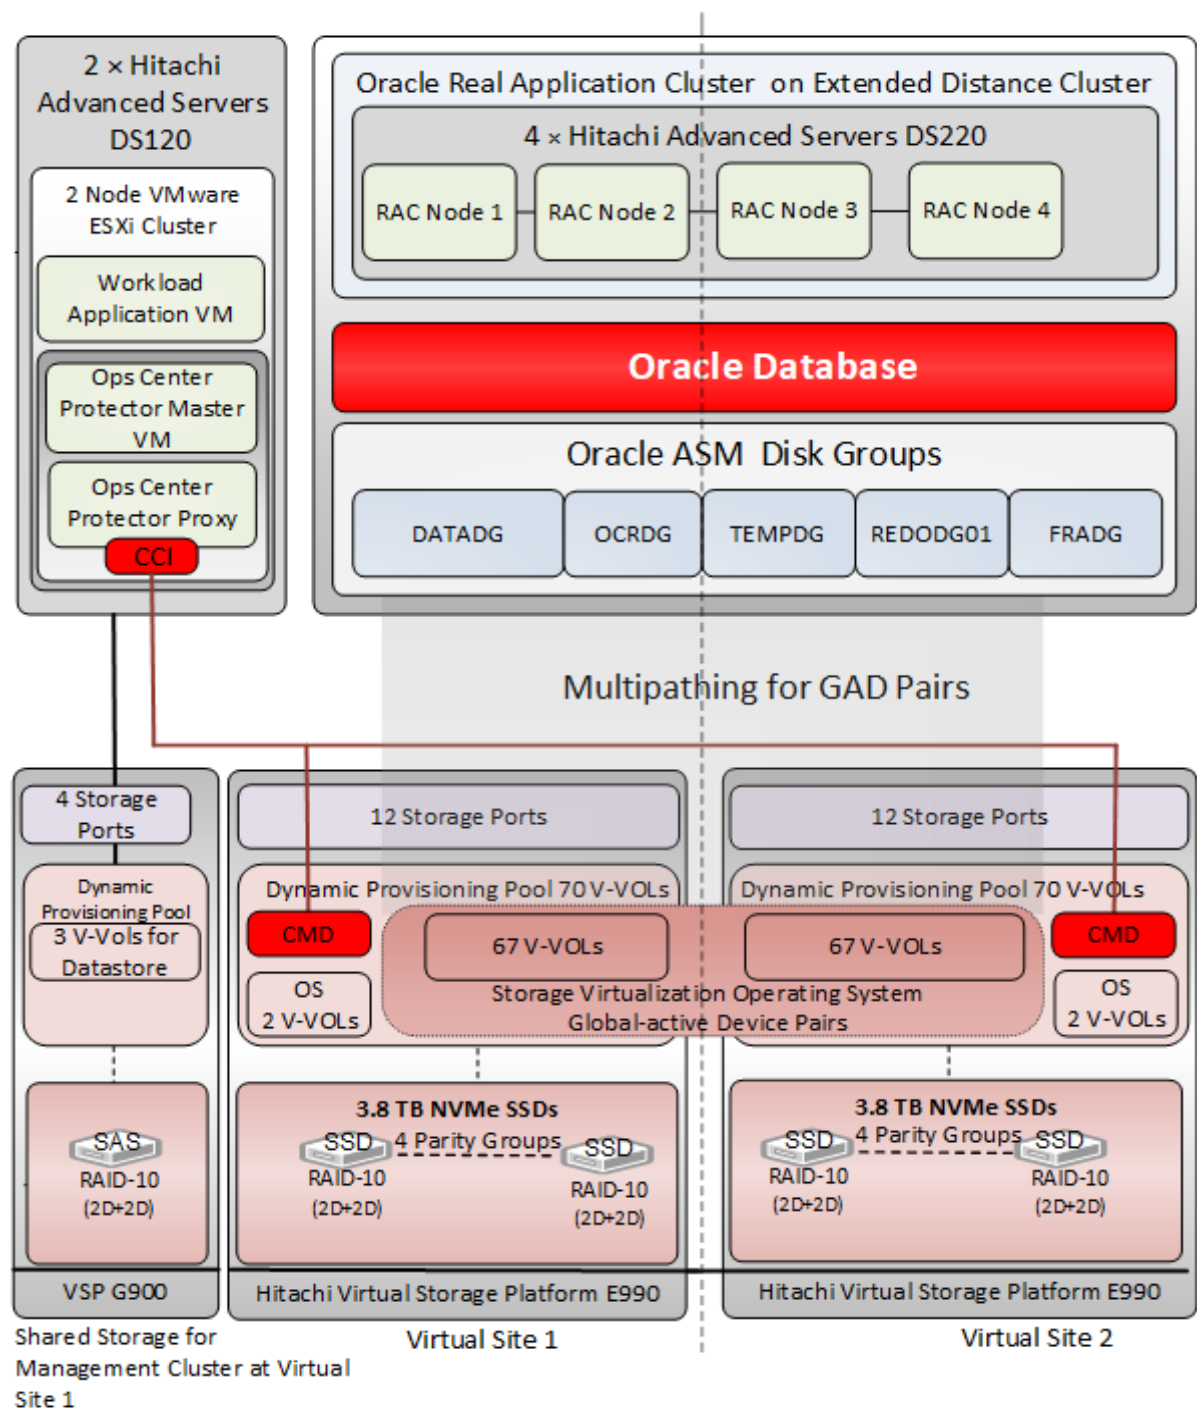 2 × Hitachi
Advanced Servers
DS120
2 Node VMware
ESXi Cluster
Workload
Application VM
Ops Center
Protector Master
VM
Ops Center
Protector Proxy
CCI
Oracle Real Application Cluster on Extended Distance Cluster
4 × Hitachi Advanced Servers DS220
RAC Node 1
RAC Node 2
RAC Node 3
RAC Node 4
Oracle Database
Oracle ASM Disk Groups
DATADG
OCRDG
TEMPDG
REDODG01
FRADG
Multipathing for GAD Pairs
4 Storage
Ports
Dynamic
Provisioning Pool
3 V-Vols for
Datastore
SAS
RAID-10
(2D+2D)
VSP G900
Shared Storage for
Management Cluster at Virtual
Site 1
12 Storage Ports
Dynamic Provisioning Pool 70 V-VOLs
CMD
OS
2 V-VOLs
67 V-VOLs
67 V-VOLs
Storage Virtualization Operating System
Global-active Device Pairs
3.8 TB NVMe SSDs
4 Parity Groups
SSD
RAID-10
(2D+2D)
SSD
RAID-10
(2D+2D)
Hitachi Virtual Storage Platform E990
Virtual Site 1
12 Storage Ports
Dynamic Provisioning Pool 70 V-VOLs
CMD
OS
2 V-VOLs
3.8 TB NVMe SSDs
4 Parity Groups
SSD
RAID-10
(2D+2D)
SSD
RAID-10
(2D+2D)
Hitachi Virtual Storage Platform E990
Virtual Site 2